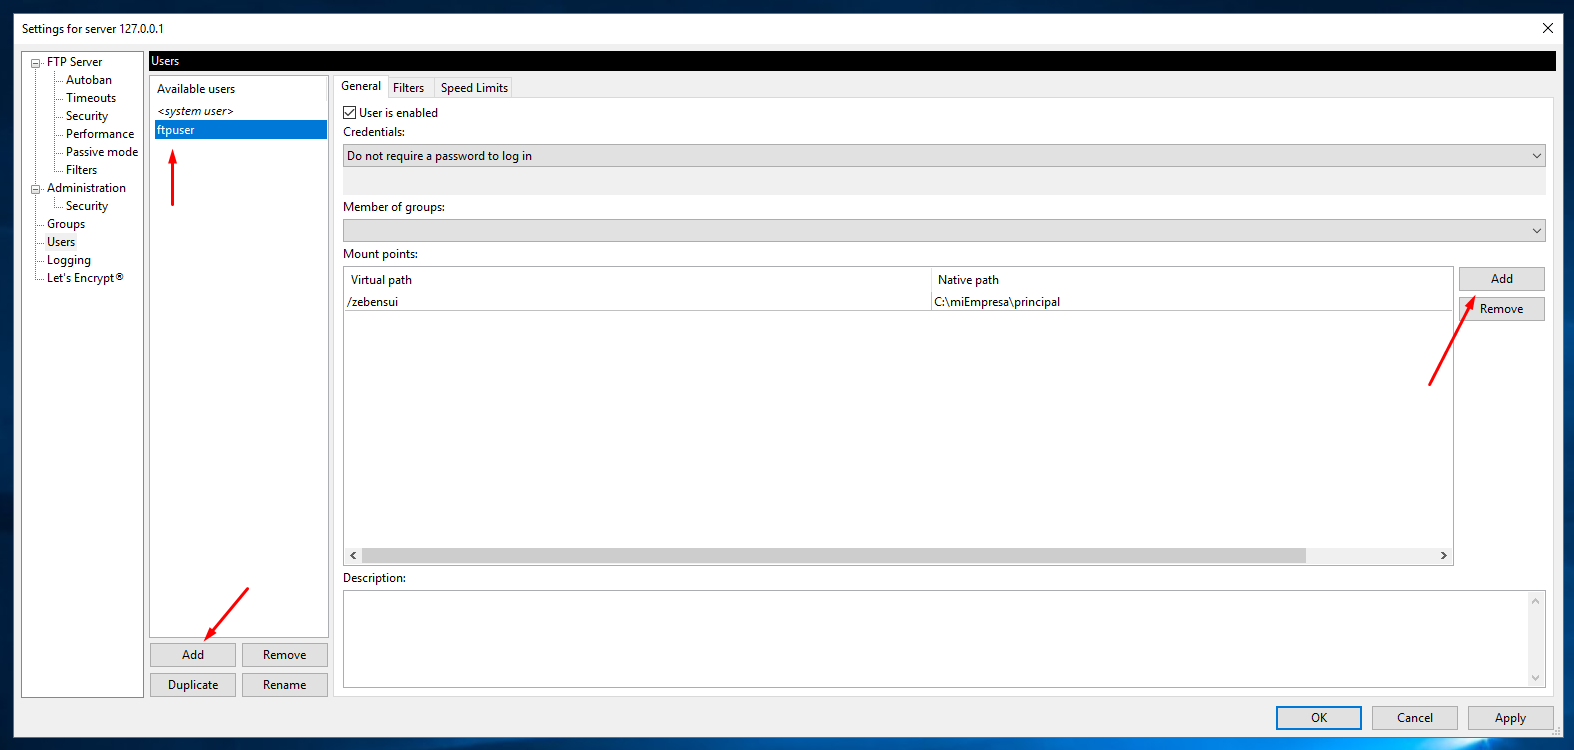 Settings for server 127.0.0.1
FTP Server
Autoban
Timeouts
Security
Performance
Passive mode
Filters
Administration
Security
Groups
Users
Logging
Let's Encrypt®
Users
Available users
<system user>
ftpuser
Add
Remove
Duplicate
Rename
General
Filters
Speed Limits
User is enabled
Credentials:
Do not require a password to log in
Member of groups:
Mount points:
Virtual path
Native path
/zebensui
C:\miEmpresa\principal
Add
Remove
Description:
OK
Cancel
Apply